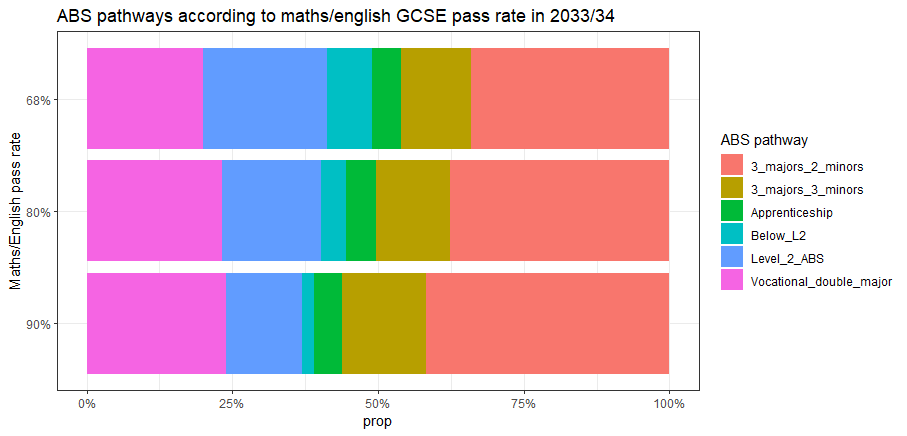 ABS pathways according to maths/english GCSE pass rate in 2033/34
Maths/English pass rate
68%
80%
90%
0%
25%
50%
75%
100%
prop
ABS pathway
3_majors_2_minors
3_majors_3_minors
Apprenticeship
Below_L2
Level_2_ABS
Vocational_double_major